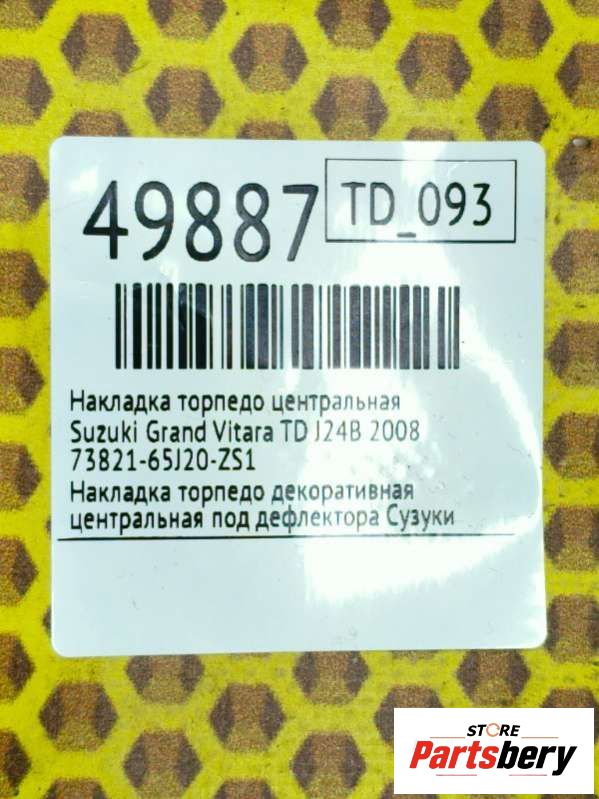 49887
TD_093
Накладка торпедо центральная
Suzuki Grand Vitara TD J24B 2008
73821-65J20-ZS1
Накладка торпедо декоративная
центральная под дефлектора Сузуки
STORE
Partsbery